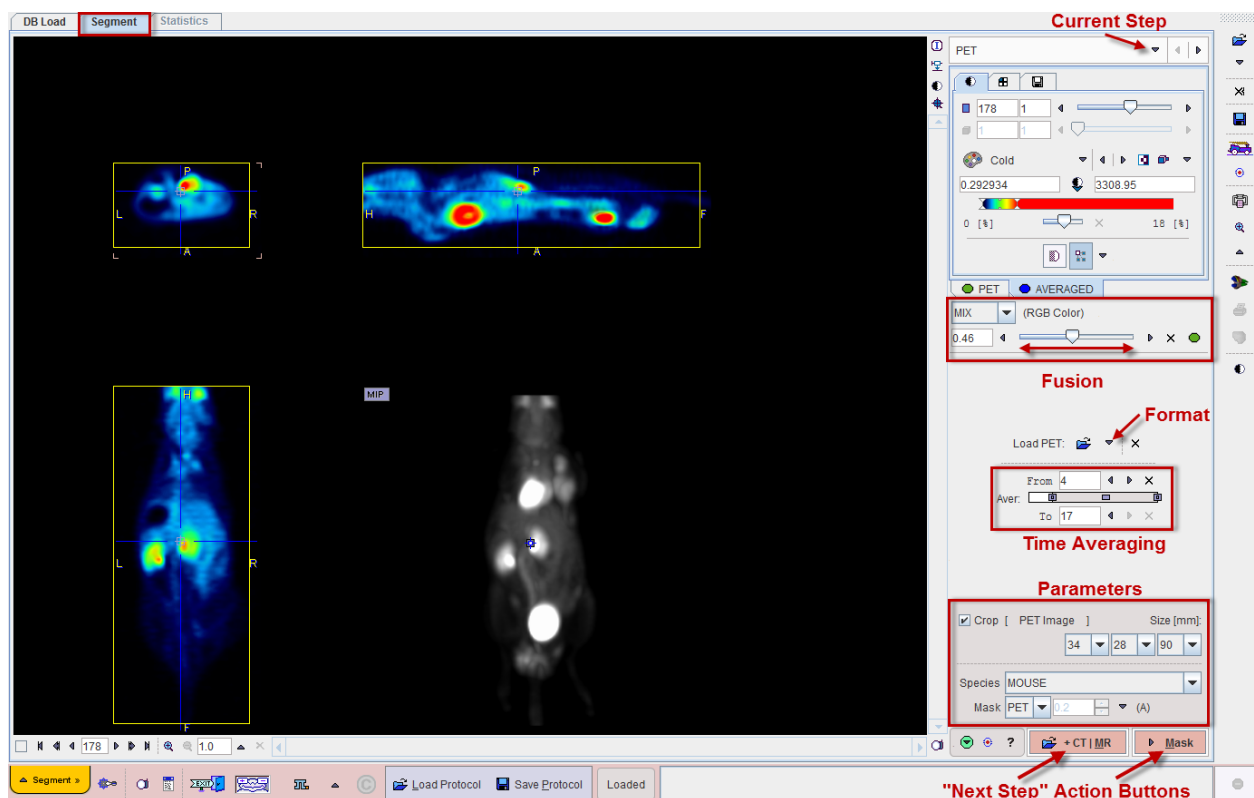 DB Load Segment Statistics
Current Step
PET
178 1
1 1
Cold
0.292934 3308.95
0 [%] 18 [%]
PET AVERAGED
MIX (RGB Color)
0.46
Fusion
Format
Load PET:
From 4
Aver:
To 17
Time Averaging
Parameters
Crop [ PET Image ] Size [mm]:
34 28 90
Species MOUSE
Mask PET 0.2 (A)
+ CT | MR Mask
"Next Step" Action Buttons
P
L R
A
P
H F
A
H
L R
F
MIP
178 1.0
Segment »
EXIT
Load Protocol Save Protocol Loaded